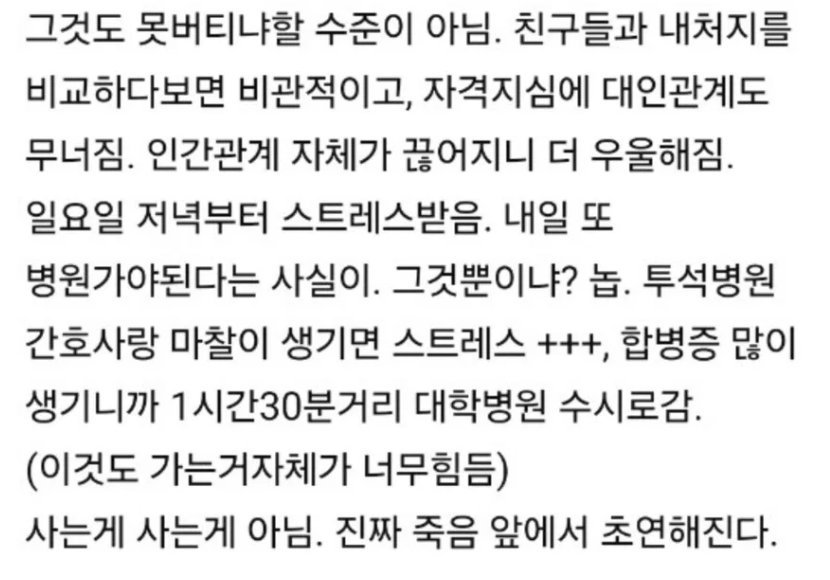 그것도 못버티냐할 수준이 아님. 친구들과 내처지를
비교하다보면 비관적이고, 자격지심에 대인관계도
무너짐. 인간관계 자체가 끊어지니 더 우울해짐.
일요일 저녁부터 스트레스받음. 내일 또
병원가야된다는 사실이. 그것뿐이냐? 놉. 투석병원
간호사랑 마찰이 생기면 스트레스 +++, 합병증 많이
생기니까 1시간30분거리 대학병원 수시로감.
(이것도 가는거자체가 너무힘듬)
사는게 사는게 아님. 진짜 죽음 앞에서 초연해진다.